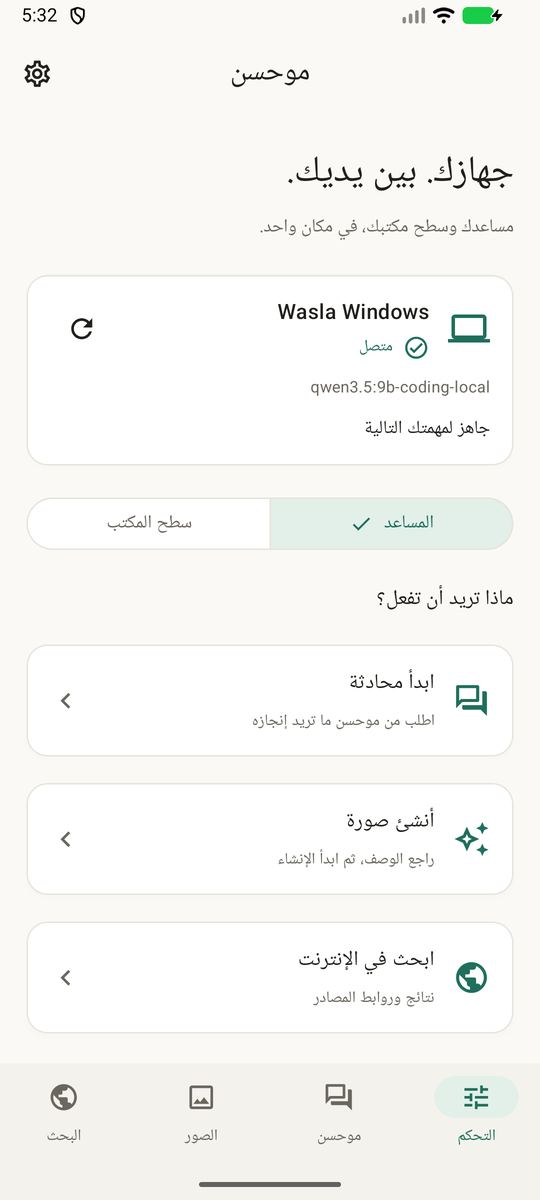 5:32
موحسن
جهازك. بين يديك.
مساعدك وسطح مكتبك، في مكان واحد.
Wasla Windows
متصل
qwen3.5:9b-coding-local
جاهز لمهمتك التالية
المساعد
سطح المكتب
ماذا تريد أن تفعل؟
ابدأ محادثة
اطلب من موحسن ما تريد إنجازه
أنشئ صورة
راجع الوصف، ثم ابدأ الإنشاء
ابحث في الإنترنت
نتائج وروابط المصادر
التحكم
موحسن
الصور
البحث